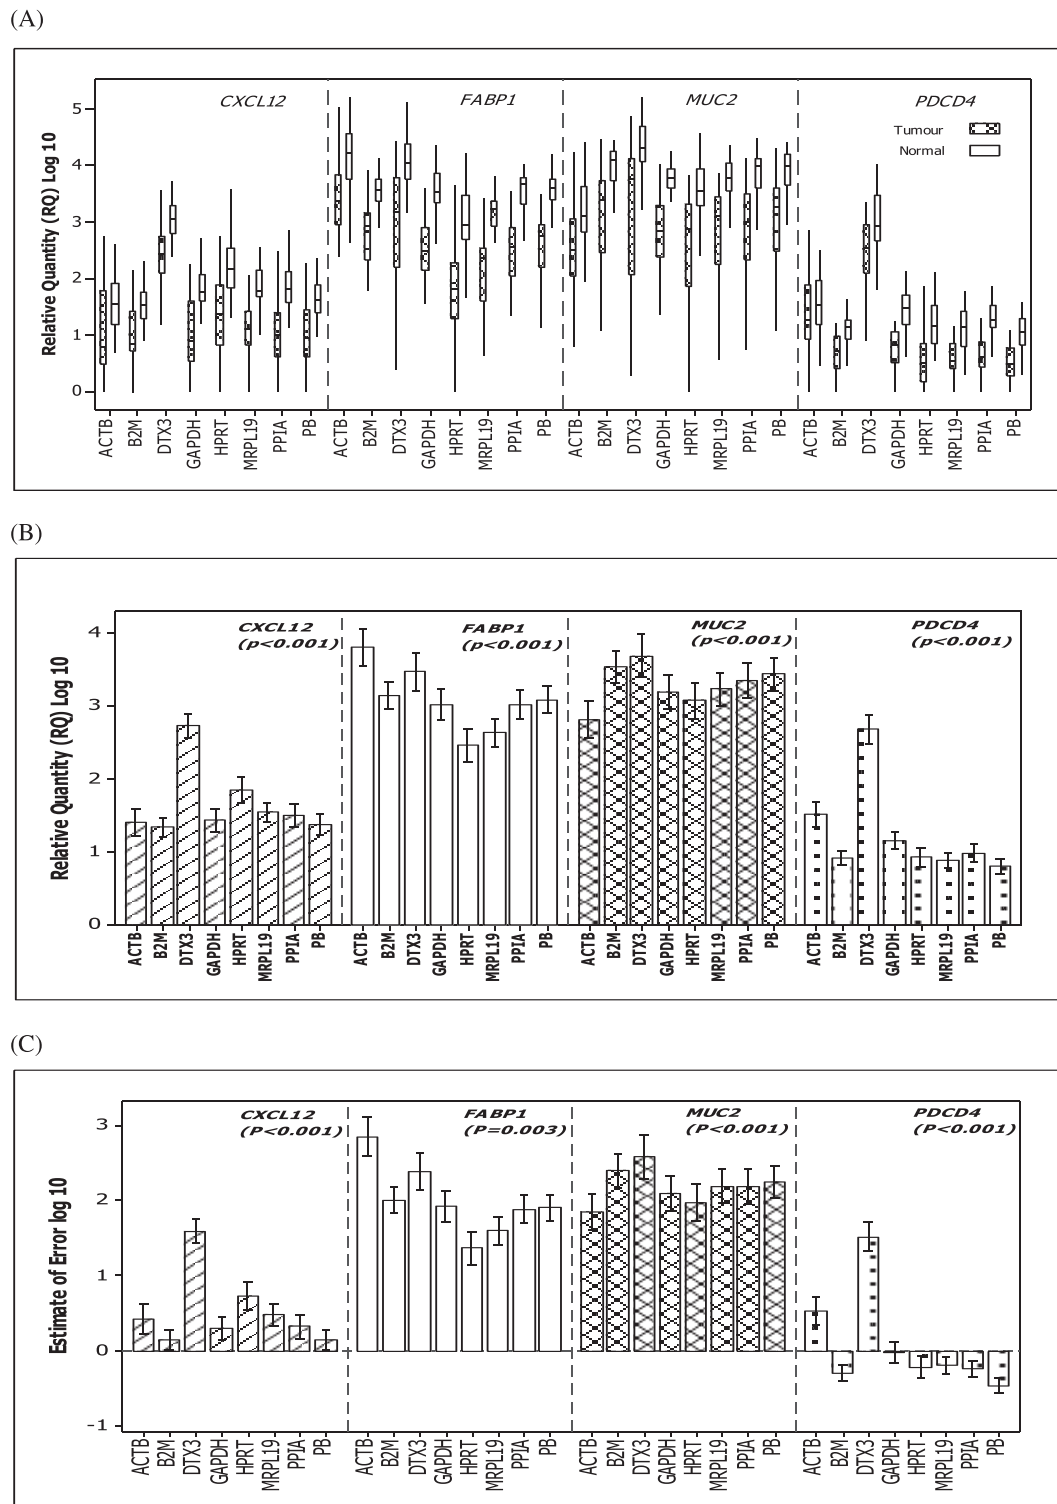 (A)
CXCL12 FABP1 MUC2 PDCD4
Tumour
Normal
Relative Quantity (RQ) Log 10
5
4
3
2
1
0
ACTB B2M DTX3 GAPDH HPRT MRPL19 PPIA PB ACTB B2M DTX3 GAPDH HPRT MRPL19 PPIA PB ACTB B2M DTX3 GAPDH HPRT MRPL19 PPIA PB ACTB B2M DTX3 GAPDH HPRT MRPL19 PPIA PB
(B)
CXCL12 FABP1 MUC2 PDCD4
(p<0.001) (p<0.001) (p<0.001) (p<0.001)
Relative Quantity (RQ) Log 10
4
3
2
1
0
ACTB B2M DTX3 GAPDH HPRT MRPL19 PPIA PB ACTB B2M DTX3 GAPDH HPRT MRPL19 PPIA PB ACTB B2M DTX3 GAPDH HPRT MRPL19 PPIA PB ACTB B2M DTX3 GAPDH HPRT MRPL19 PPIA PB
(C)
CXCL12 FABP1 MUC2 PDCD4
(P<0.001) (P=0.003) (P<0.001) (P<0.001)
Estimate of Error log 10
3
2
1
0
-1
ACTB B2M DTX3 GAPDH HPRT MRPL19 PPIA PB ACTB B2M DTX3 GAPDH HPRT MRPL19 PPIA PB ACTB B2M DTX3 GAPDH HPRT MRPL19 PPIA PB ACTB B2M DTX3 GAPDH HPRT MRPL19 PPIA PB